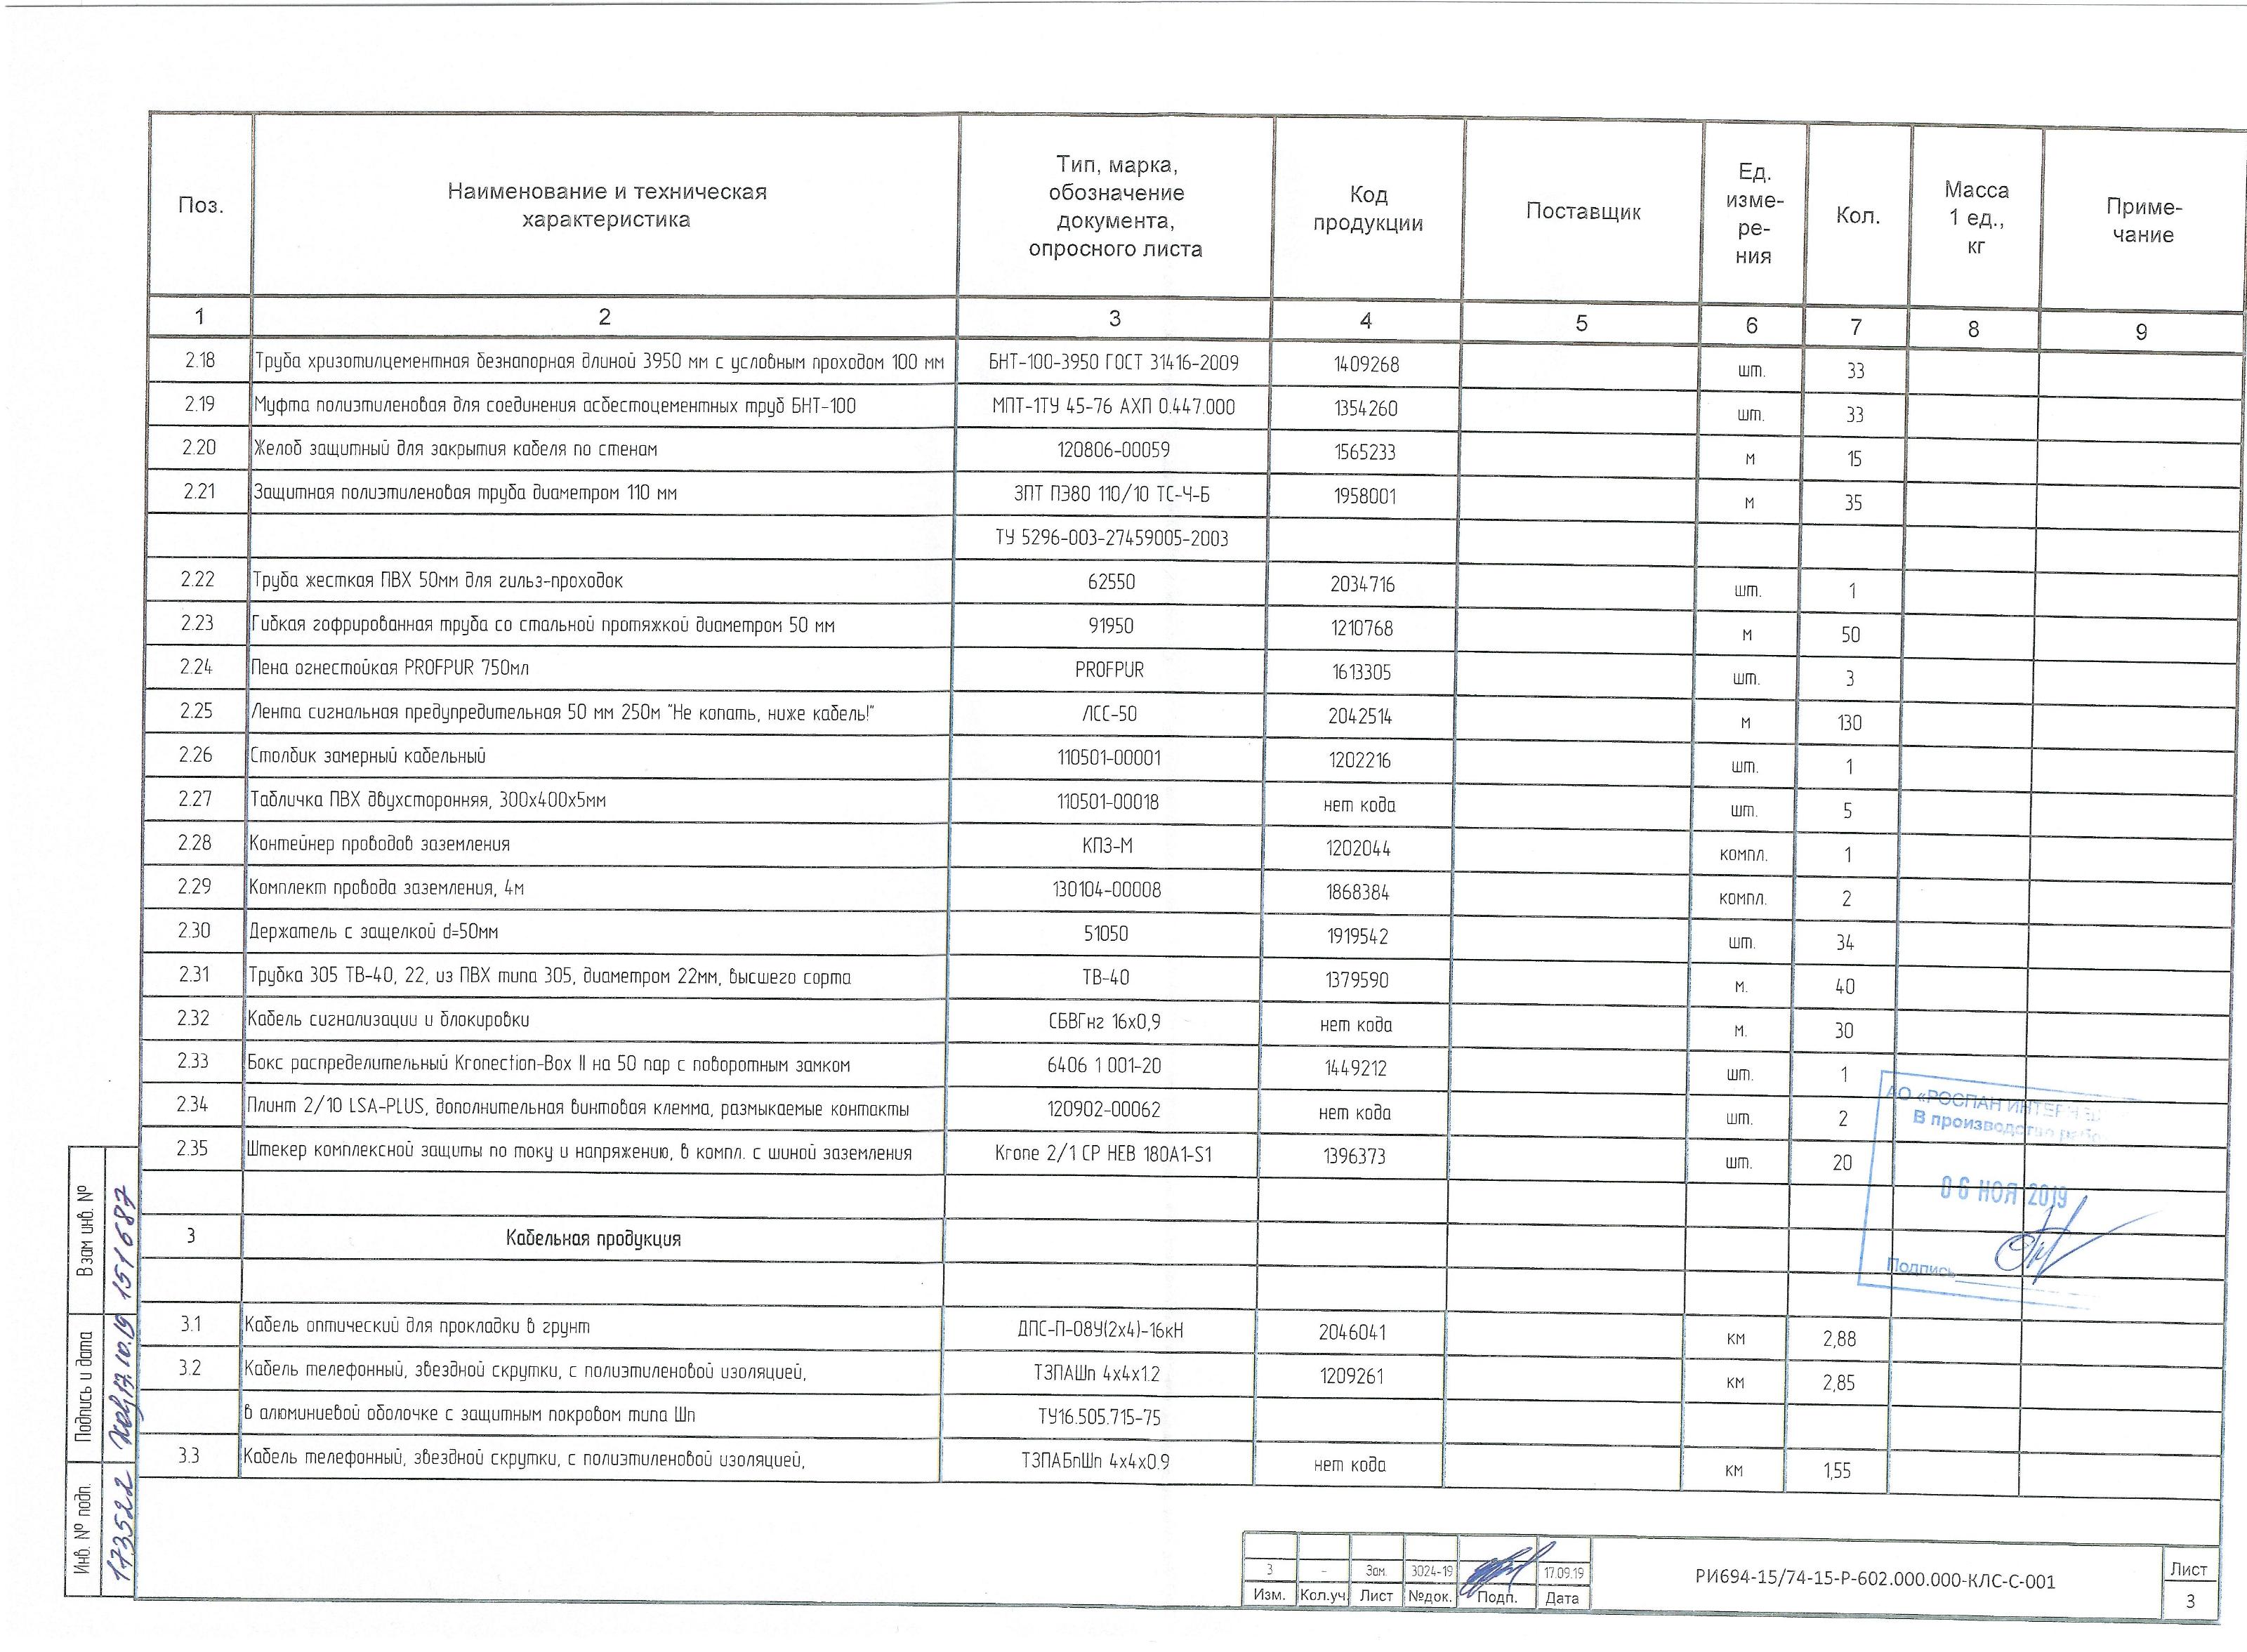 Поз.
Наименование и техническая
характеристика
Тип, марка,
обозначение
документа,
опросного листа
Код
продукции
Поставщик
Ед.
изме-
ре-
ния
Кол.
Масса
1 ед.,
кг
Приме-
чание
1 2 3 4 5 6 7 8 9
2.18 Труба хризотилцементная безнапорная длиной 3950 мм с условным проходом 100 мм БНТ-100-3950 ГОСТ 31416-2009 1409268 шт. 33
2.19 Муфта полиэтиленовая для соединения асбестоцементных труб БНТ-100 МПТ-1ТУ 45-76 АХП 0.447.000 1354260 шт. 33
2.20 Желоб защитный для закрытия кабеля по стенам 120806-00059 1565233 м 15
2.21 Защитная полиэтиленовая труба диаметром 110 мм ЗПТ ПЭ80 110/10 ТС-Ч-Б 1958001 м 35
ТУ 5296-003-27459005-2003
2.22 Труба жесткая ПВХ 50мм для гильз-проходок 62550 2034716 шт. 1
2.23 Гибкая гофрированная труба со стальной протяжкой диаметром 50 мм 91950 1210768 м 50
2.24 Пена огнестойкая PROFPUR 750мл PROFPUR 1613305 шт. 3
2.25 Лента сигнальная предупредительная 50 мм 250м "Не копать, ниже кабель!" ЛСС-50 2042514 м 130
2.26 Столбик замерный кабельный 110501-00001 1202216 шт. 1
2.27 Табличка ПВХ двухсторонняя, 300х400х5мм 110501-00018 нет кода шт. 5
2.28 Контейнер проводов заземления КПЗ-М 1202044 компл. 1
2.29 Комплект провода заземления, 4м 130104-00008 1868384 компл. 2
2.30 Держатель с защелкой d=50мм 51050 1919542 шт. 34
2.31 Трубка 305 ТВ-40, 22, из ПВХ типа 305, диаметром 22мм, высшего сорта ТВ-40 1379590 м. 40
2.32 Кабель сигнализации и блокировки СБВГнг 16х0,9 нет кода м. 30
2.33 Бокс распределительный Kronection-Box II на 50 пар с поворотным замком 6406 1 001-20 1449212 шт. 1
2.34 Плинт 2/10 LSA-PLUS, дополнительная винтовая клемма, размыкаемые контакты 120902-00062 нет кода шт. 2
2.35 Штекер комплексной защиты по току и напряжению, в компл. с шиной заземления Krone 2/1 CP HEB 180A1-S1 1396373 шт. 20
АО «РОСПАН ИНТЕРНЕ
В производство рабо
06 НОЯ 2019
Подпись
3 Кабельная продукция
3.1 Кабель оптический для прокладки в грунт ДПС-П-08У(2х4)-16кН 2046041 км 2,88
3.2 Кабель телефонный, звездной скрутки, с полиэтиленовой изоляцией, ТЗПАШп 4х4х1.2 1209261 км 2,85
в алюминиевой оболочке с защитным покровом типа Шп ТУ16.505.715-75
3.3 Кабель телефонный, звездной скрутки, с полиэтиленовой изоляцией, ТЗПАБпШп 4х4х0.9 нет кода км 1,55
Взам инв. № 151687
Подпись и дата 17.10.19
Инв. № подп. 173522
3 - Зам. 3024-19 17.09.19
Изм. Кол.уч. Лист №док. Подп. Дата
РИ694-15/74-15-Р-602.000.000-КЛС-С-001
Лист
3